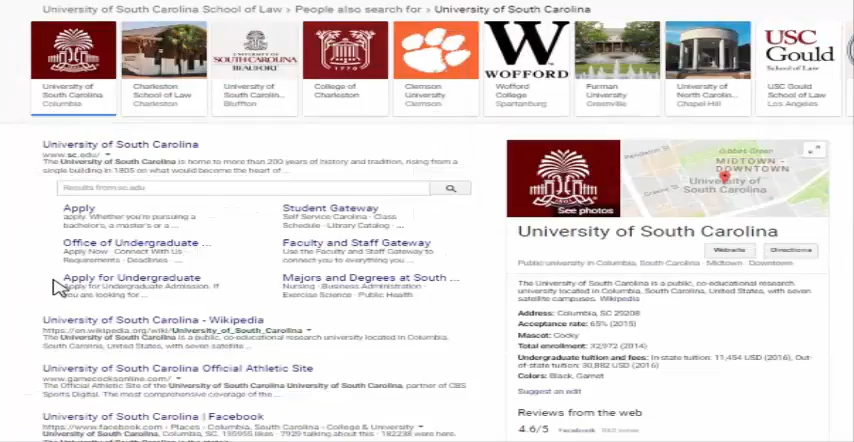 University of South Carolina School of Law > People also search for > University of South Carolina
SOUTH CAROLINA
BEAUFORT
1770
W
WOFFORD
USC
Gould
School of Law
University of
South Carolina
Columbia
Charleston
School of Law
Charleston
University of
South Carolin...
Bluffton
College of
Charleston
Clemson
University
Clemson
Wofford
College
Spartanburg
Furman
University
Greenville
University of
North Carolin...
Chapel Hill
USC Gould
School of Law
Los Angeles
University of South Carolina
www.sc.edu/
The University of South Carolina is home to more than 200 years of history and tradition, rising from a
single building in 1805 on what would become the heart of ...
Results from sc.edu
Apply
apply. Whether you're pursuing a
bachelor's, a master's or a ...
Student Gateway
Self Service Carolina - Class
Schedule - Library Catalog - ...
Office of Undergraduate ...
Apply Now - Connect With Us -
Requirements - Deadlines - ...
Faculty and Staff Gateway
Use the Faculty and Staff Gateway to
connect you to everything you ...
Apply for Undergraduate
Apply for Undergraduate Admission. If
you are looking for ...
Majors and Degrees at South ...
Nursing - Business Administration -
Exercise Science - Public Health
University of South Carolina - Wikipedia
https://en.wikipedia.org/wiki/University_of_South_Carolina
The University of South Carolina is a public, co-educational research university located in Columbia,
South Carolina, United States, with seven satellite ...
University of South Carolina Official Athletic Site
www.gamecocksonline.com/
The Official Athletic Site of the University of South Carolina University of South Carolina, partner of CBS
Sports Digital. The most comprehensive coverage of the ...
University of South Carolina | Facebook
https://www.facebook.com › Places › Columbia, South Carolina › College & University
University of South Carolina, Columbia, SC. 135955 likes · 7929 talking about this · 182238 were here.
See photos
MIDTOWN -
DOWNTOWN
University of
South Carolina
University of South Carolina
Website
Directions
Public university in Columbia, South Carolina · Midtown - Downtown
The University of South Carolina is a public, co-educational research
university located in Columbia, South Carolina, United States, with seven
satellite campuses. Wikipedia
Address: Columbia, SC 29208
Acceptance rate: 65% (2015)
Mascot: Cocky
Total enrollment: 32,972 (2014)
Undergraduate tuition and fees: In-state tuition: 11,454 USD (2016), Out-
of-state tuition: 30,882 USD (2016)
Colors: Black, Garnet
Suggest an edit
Reviews from the web
4.6/5 Facebook